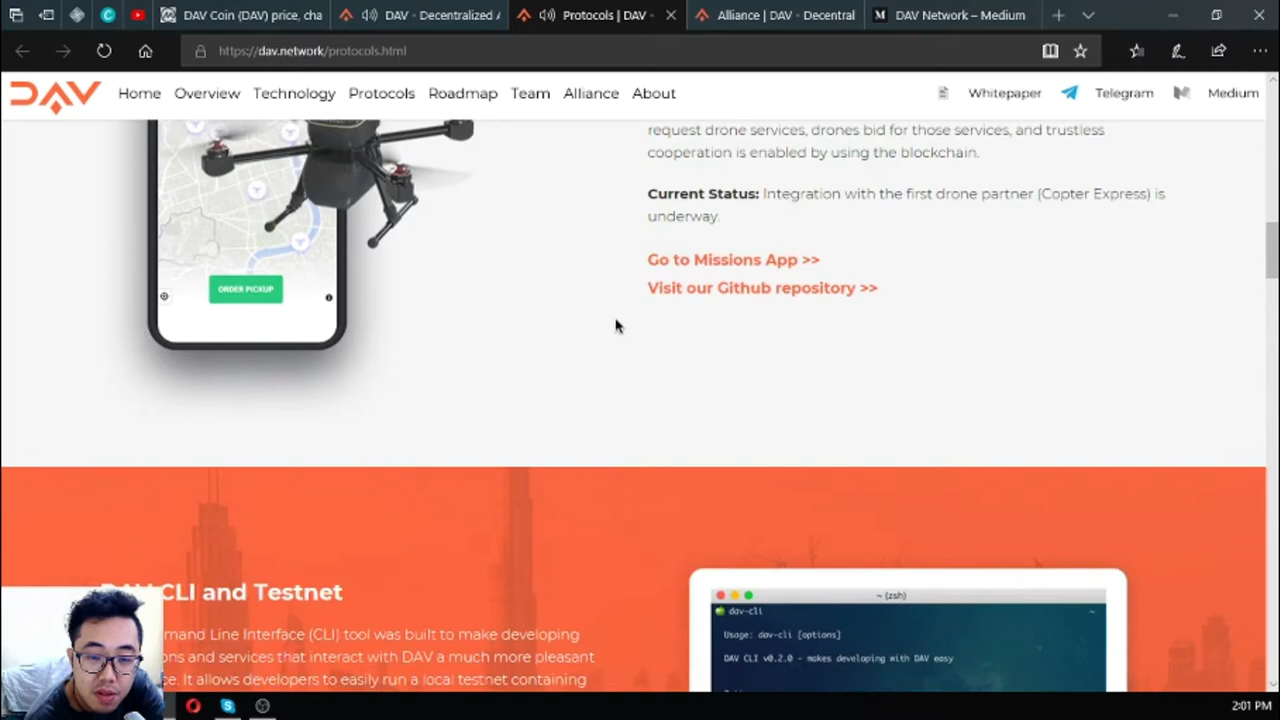 DAV Coin (DAV) price, cha
DAV - Decentralized A
Protocols | DAV -
Alliance | DAV - Decentral
DAV Network – Medium
https://dav.network/protocols.html
DAV
Home
Overview
Technology
Protocols
Roadmap
Team
Alliance
About
Whitepaper
Telegram
Medium
request drone services, drones bid for those services, and trustless
cooperation is enabled by using the blockchain.
Current Status: Integration with the first drone partner (Copter Express) is
underway.
ORDER PICKUP
Go to Missions App >>
Visit our Github repository >>
DAV CLI and Testnet
mand Line Interface (CLI) tool was built to make developing
ons and services that interact with DAV a much more pleasant
ce. It allows developers to easily run a local testnet containing
~ (zsh)
dav-cli ~
Usage: dav-cli [options]
DAV CLI v0.2.0 - makes developing with DAV easy
2:01 PM